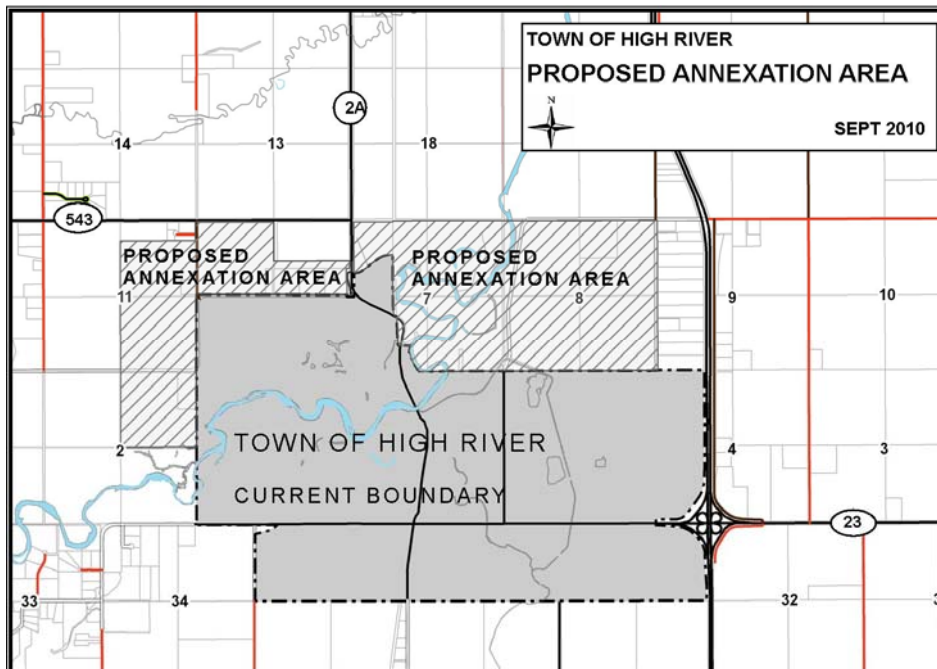 TOWN OF HIGH RIVER
PROPOSED ANNEXATION AREA
N
SEPT 2010
2A
14
13
18
543
PROPOSED
ANNEXATION AREA
PROPOSED
ANNEXATION AREA
11
7
8
9
10
TOWN OF HIGH RIVER
CURRENT BOUNDARY
2
4
3
23
33
34
32
3